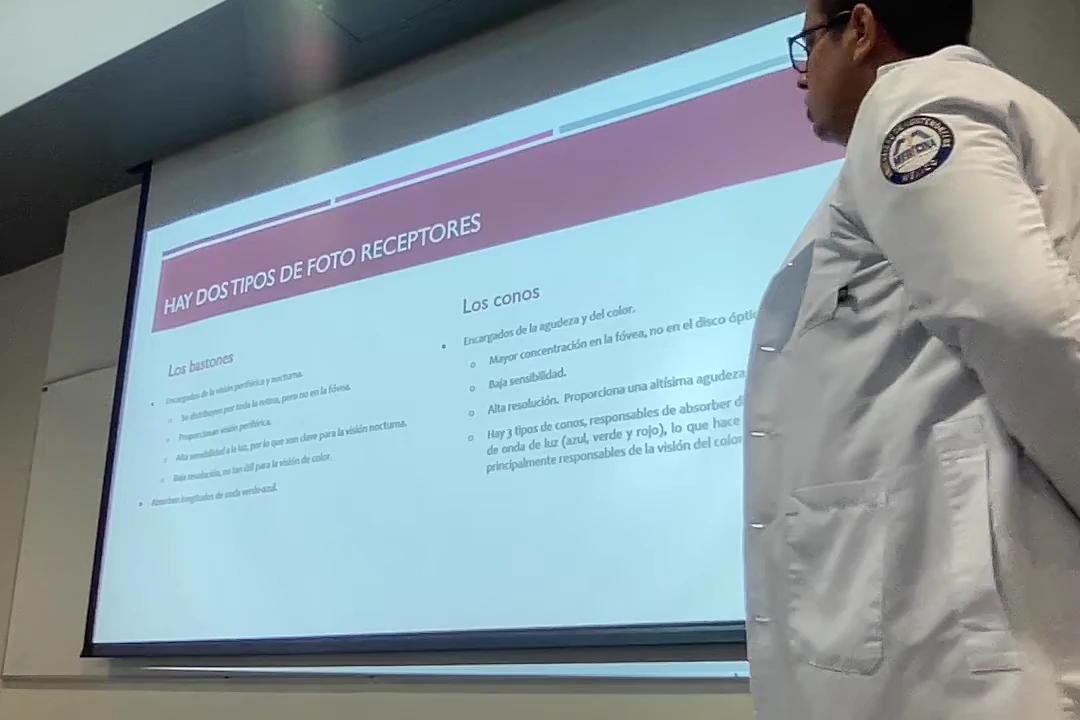 HAY DOS TIPOS DE FOTO RECEPTORES
Los bastones
Encargados de la visión periférica y nocturna.
Se distribuyen por toda la retina, pero no en la fóvea.
Proporcionan visión periférica.
Alta sensibilidad a la luz, por lo que son clave para la visión nocturna.
Baja resolución, no tan útil para la visión de color.
Absorben longitudes de onda verde-azul.
Los conos
Encargados de la agudeza y del color.
Mayor concentración en la fóvea, no en el disco óptic
Baja sensibilidad.
Alta resolución. Proporciona una altísima agudeza
Hay 3 tipos de conos, responsables de absorber d
de onda de luz (azul, verde y rojo), lo que hace
principalmente responsables de la visión del color
MEDICINA